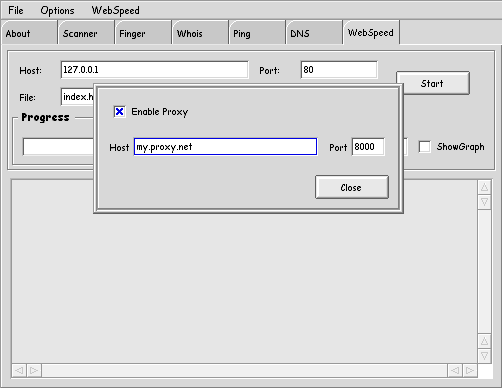 File Options WebSpeed
About Scanner Finger Whois Ping DNS WebSpeed
Host: 127.0.0.1 Port: 80
Start
File: index.h
Enable Proxy
Progress
Host my.proxy.net Port 8000
ShowGraph
Close